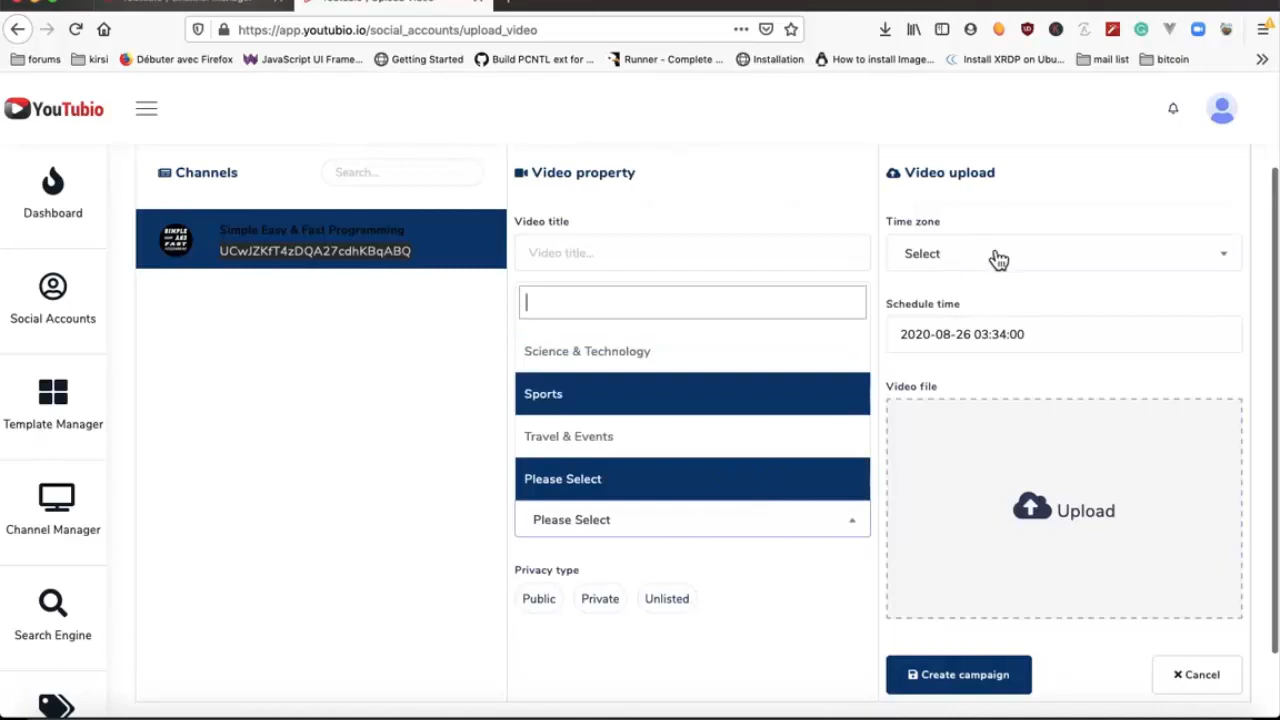 https://app.youtubio.io/social_accounts/upload_video
forums
kirsi
Débuter avec Firefox
JavaScript UI Frame...
Getting Started
Build PCNTL ext for ...
Runner - Complete ...
Installation
How to install Image...
Install XRDP on Ubu...
mail list
bitcoin
YouTubio
Dashboard
Social Accounts
Template Manager
Channel Manager
Search Engine
Channels
Search...
Simple Easy & Fast Programming
SIMPLE
FAST
UCwJZKfT4zDQA27cdhKBqABQ
Video property
Video title
Video title...
Science & Technology
Sports
Travel & Events
Please Select
Please Select
Privacy type
Public
Private
Unlisted
Video upload
Time zone
Select
Schedule time
2020-08-26 03:34:00
Video file
Upload
Create campaign
Cancel